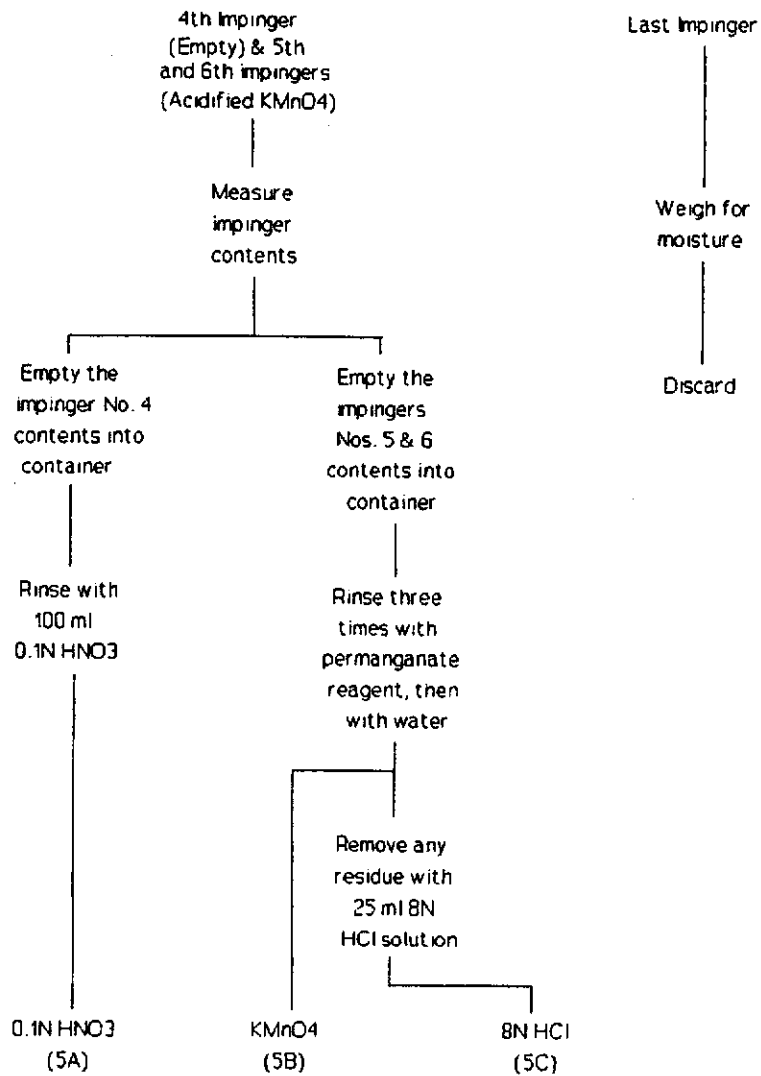 4th Impinger
(Empty) & 5th
and 6th impingers
(Acidified KMnO4)
Measure
impinger
contents
Empty the
impinger No. 4
contents into
container
Rinse with
100 ml
0.1N HNO3
0.1N HNO3
(5A)
Empty the
impingers
Nos. 5 & 6
contents into
container
Rinse three
times with
permanganate
reagent, then
with water
KMnO4
(5B)
Remove any
residue with
25 ml 8N
HCl solution
8N HCl
(5C)
Last Impinger
Weigh for
moisture
Discard